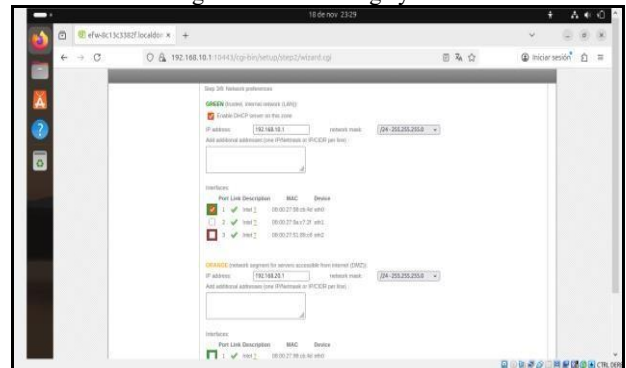 18 de nov 23:29
192.168.10.1:10443/cgi-bin/setup/step2/wizard.cgi
Iniciar sesión
Step 3/8: Network preferences
GREEN (trusted, internal network (LAN)):
Enable DHCP server on this zone
IP address: 192.168.10.1 network mask: /24 - 255.255.255.0
Add additional addresses (one IP/Netmask or IP/CIDR per line):
Interfaces
Port Link Description MAC Device
1 Intel ? eth0
2 Intel ? eth1
3 Intel ? eth2
ORANGE (network segment for servers accessible from internet (DMZ)):
IP address: 192.168.20.1 network mask: /24 - 255.255.255.0
Add additional addresses (one IP/Netmask or IP/CIDR per line):
Interfaces
Port Link Description MAC Device
1 Intel ? eth0